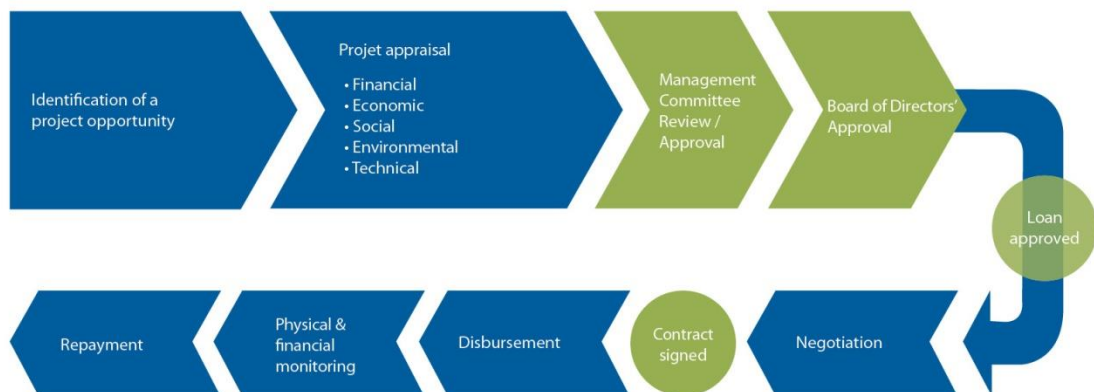 Identification of a
project opportunity
Projet appraisal
• Financial
• Economic
• Social
• Environmental
• Technical
Management
Committee
Review /
Approval
Board of Directors’
Approval
Loan
approved
Negotiation
Contract
signed
Disbursement
Physical &
financial
monitoring
Repayment